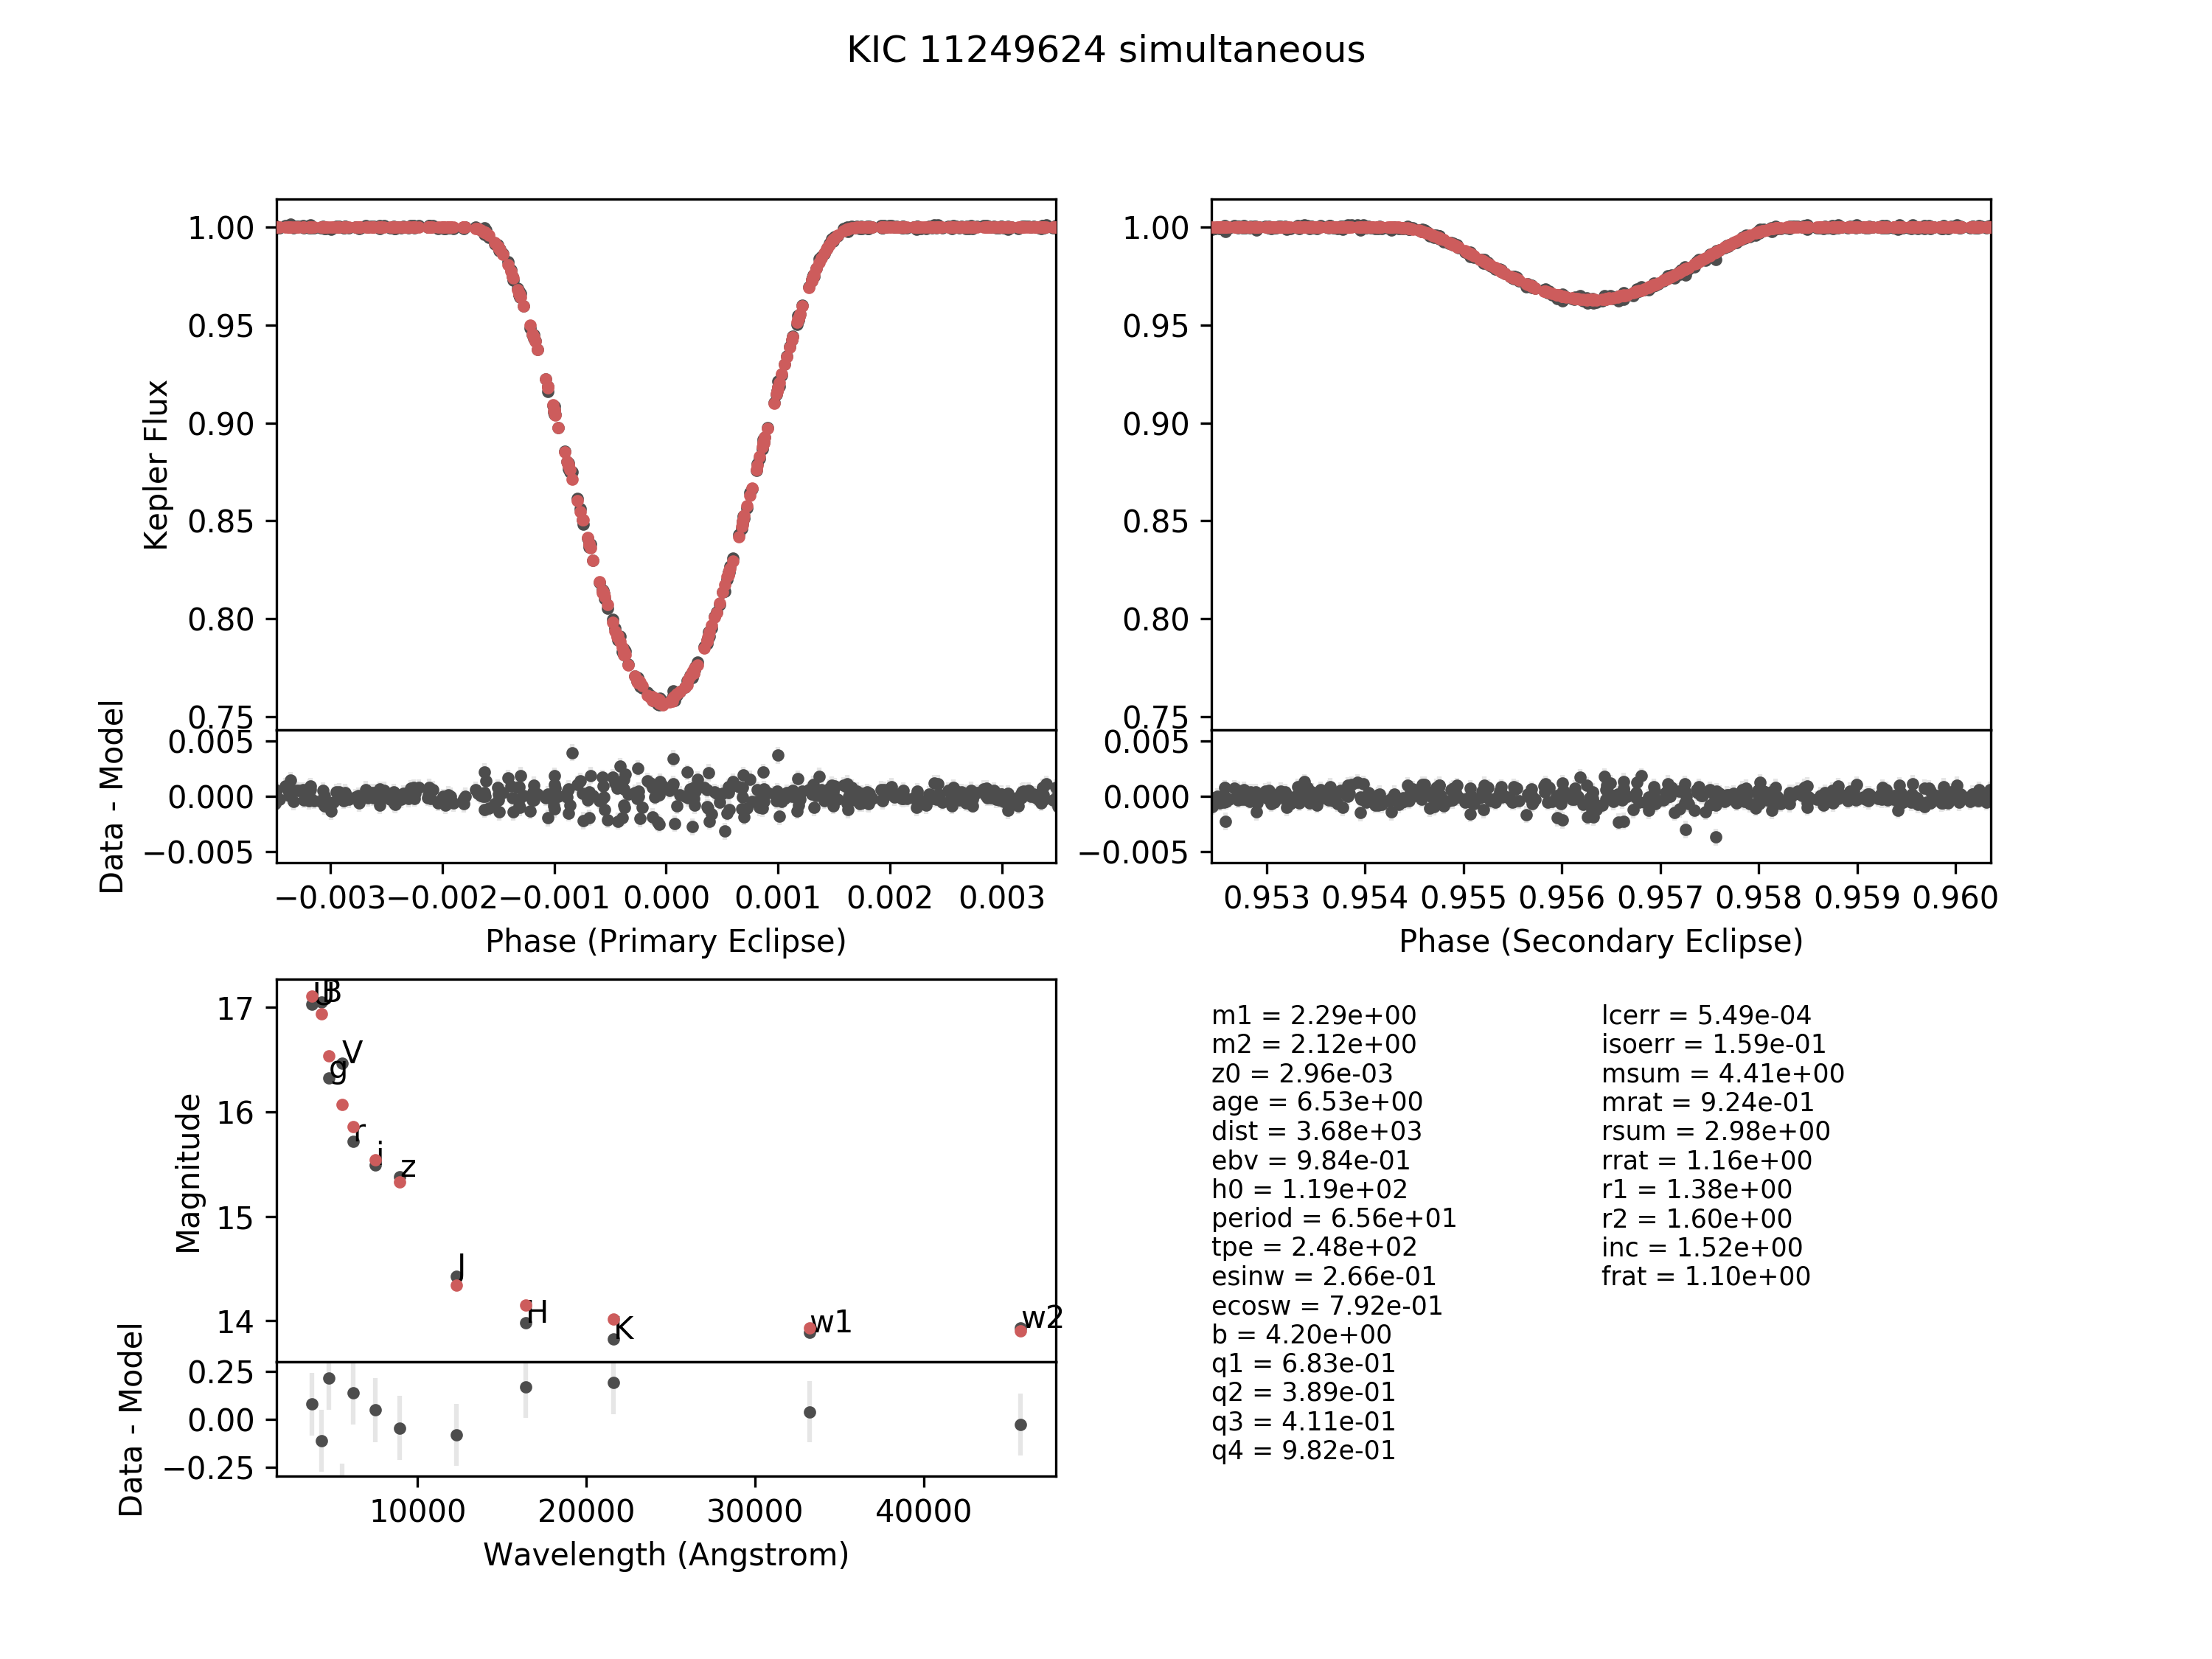 KIC 11249624 simultaneous
Kepler Flux
1.00
0.95
0.90
0.85
0.80
0.75
Data - Model
0.005
0.000
−0.005
−0.003 −0.002 −0.001 0.000 0.001 0.002 0.003
Phase (Primary Eclipse)
1.00
0.95
0.90
0.85
0.80
0.75
0.005
0.000
−0.005
0.953 0.954 0.955 0.956 0.957 0.958 0.959 0.960
Phase (Secondary Eclipse)
Magnitude
17
16
15
14
U
B
V
g
r
i
z
J
H
K
w1
w2
Data - Model
0.25
0.00
−0.25
10000 20000 30000 40000
Wavelength (Angstrom)
m1 = 2.29e+00
m2 = 2.12e+00
z0 = 2.96e-03
age = 6.53e+00
dist = 3.68e+03
ebv = 9.84e-01
h0 = 1.19e+02
period = 6.56e+01
tpe = 2.48e+02
esinw = 2.66e-01
ecosw = 7.92e-01
b = 4.20e+00
q1 = 6.83e-01
q2 = 3.89e-01
q3 = 4.11e-01
q4 = 9.82e-01
lcerr = 5.49e-04
isoerr = 1.59e-01
msum = 4.41e+00
mrat = 9.24e-01
rsum = 2.98e+00
rrat = 1.16e+00
r1 = 1.38e+00
r2 = 1.60e+00
inc = 1.52e+00
frat = 1.10e+00